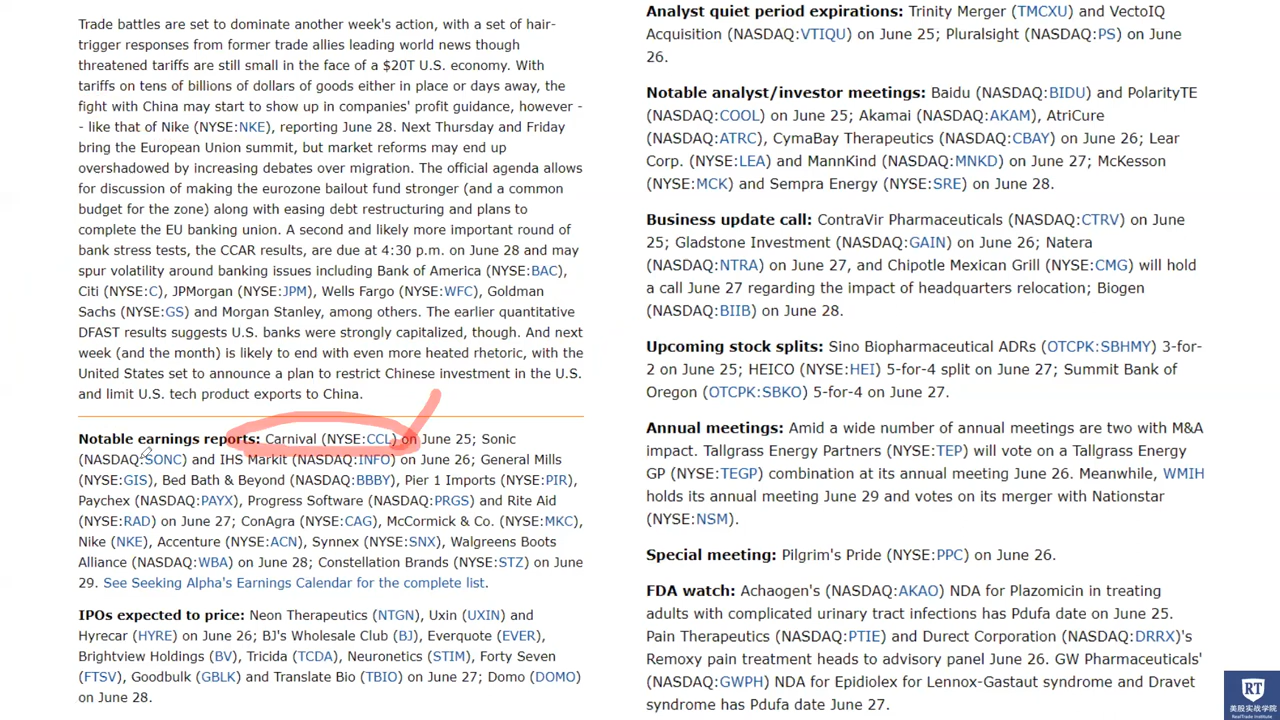 Trade battles are set to dominate another week's action, with a set of hair-
trigger responses from former trade allies leading world news though
threatened tariffs are still small in the face of a $20T U.S. economy. With
tariffs on tens of billions of dollars of goods either in place or days away, the
fight with China may start to show up in companies' profit guidance, however -
- like that of Nike (NYSE:NKE), reporting June 28. Next Thursday and Friday
bring the European Union summit, but market reforms may end up
overshadowed by increasing debates over migration. The official agenda allows
for discussion of making the eurozone bailout fund stronger (and a common
budget for the zone) along with easing debt restructuring and plans to
complete the EU banking union. A second and likely more important round of
bank stress tests, the CCAR results, are due at 4:30 p.m. on June 28 and may
spur volatility around banking issues including Bank of America (NYSE:BAC),
Citi (NYSE:C), JPMorgan (NYSE:JPM), Wells Fargo (NYSE:WFC), Goldman
Sachs (NYSE:GS) and Morgan Stanley, among others. The earlier quantitative
DFAST results suggests U.S. banks were strongly capitalized, though. And next
week (and the month) is likely to end with even more heated rhetoric, with the
United States set to announce a plan to restrict Chinese investment in the U.S.
and limit U.S. tech product exports to China.
Notable earnings reports: Carnival (NYSE:CCL) on June 25; Sonic
(NASDAQ:SONC) and IHS Markit (NASDAQ:INFO) on June 26; General Mills
(NYSE:GIS), Bed Bath & Beyond (NASDAQ:BBBY), Pier 1 Imports (NYSE:PIR),
Paychex (NASDAQ:PAYX), Progress Software (NASDAQ:PRGS) and Rite Aid
(NYSE:RAD) on June 27; ConAgra (NYSE:CAG), McCormick & Co. (NYSE:MKC),
Nike (NKE), Accenture (NYSE:ACN), Synnex (NYSE:SNX), Walgreens Boots
Alliance (NASDAQ:WBA) on June 28; Constellation Brands (NYSE:STZ) on June
29. See Seeking Alpha's Earnings Calendar for the complete list.
IPOs expected to price: Neon Therapeutics (NTGN), Uxin (UXIN) and
Hyrecar (HYRE) on June 26; BJ's Wholesale Club (BJ), Everquote (EVER),
Brightview Holdings (BV), Tricida (TCDA), Neuronetics (STIM), Forty Seven
(FTSV), Goodbulk (GBLK) and Translate Bio (TBIO) on June 27; Domo (DOMO)
on June 28.
Analyst quiet period expirations: Trinity Merger (TMCXU) and VectoIQ
Acquisition (NASDAQ:VTIQU) on June 25; Pluralsight (NASDAQ:PS) on June
26.
Notable analyst/investor meetings: Baidu (NASDAQ:BIDU) and PolarityTE
(NASDAQ:COOL) on June 25; Akamai (NASDAQ:AKAM), AtriCure
(NASDAQ:ATRC), CymaBay Therapeutics (NASDAQ:CBAY) on June 26; Lear
Corp. (NYSE:LEA) and MannKind (NASDAQ:MNKD) on June 27; McKesson
(NYSE:MCK) and Sempra Energy (NYSE:SRE) on June 28.
Business update call: ContraVir Pharmaceuticals (NASDAQ:CTRV) on June
25; Gladstone Investment (NASDAQ:GAIN) on June 26; Natera
(NASDAQ:NTRA) on June 27, and Chipotle Mexican Grill (NYSE:CMG) will hold
a call June 27 regarding the impact of headquarters relocation; Biogen
(NASDAQ:BIIB) on June 28.
Upcoming stock splits: Sino Biopharmaceutical ADRs (OTCPK:SBHMY) 3-for-
2 on June 25; HEICO (NYSE:HEI) 5-for-4 split on June 27; Summit Bank of
Oregon (OTCPK:SBKO) 5-for-4 on June 27.
Annual meetings: Amid a wide number of annual meetings are two with M&A
impact. Tallgrass Energy Partners (NYSE:TEP) will vote on a Tallgrass Energy
GP (NYSE:TEGP) combination at its annual meeting June 26. Meanwhile, WMIH
holds its annual meeting June 29 and votes on its merger with Nationstar
(NYSE:NSM).
Special meeting: Pilgrim's Pride (NYSE:PPC) on June 26.
FDA watch: Achaogen's (NASDAQ:AKAO) NDA for Plazomicin in treating
adults with complicated urinary tract infections has Pdufa date on June 25.
Pain Therapeutics (NASDAQ:PTIE) and Durect Corporation (NASDAQ:DRRX)'s
Remoxy pain treatment heads to advisory panel June 26. GW Pharmaceuticals'
(NASDAQ:GWPH) NDA for Epidiolex for Lennox-Gastaut syndrome and Dravet
syndrome has Pdufa date June 27.
RT
美股实战学院
RealTrade Institute